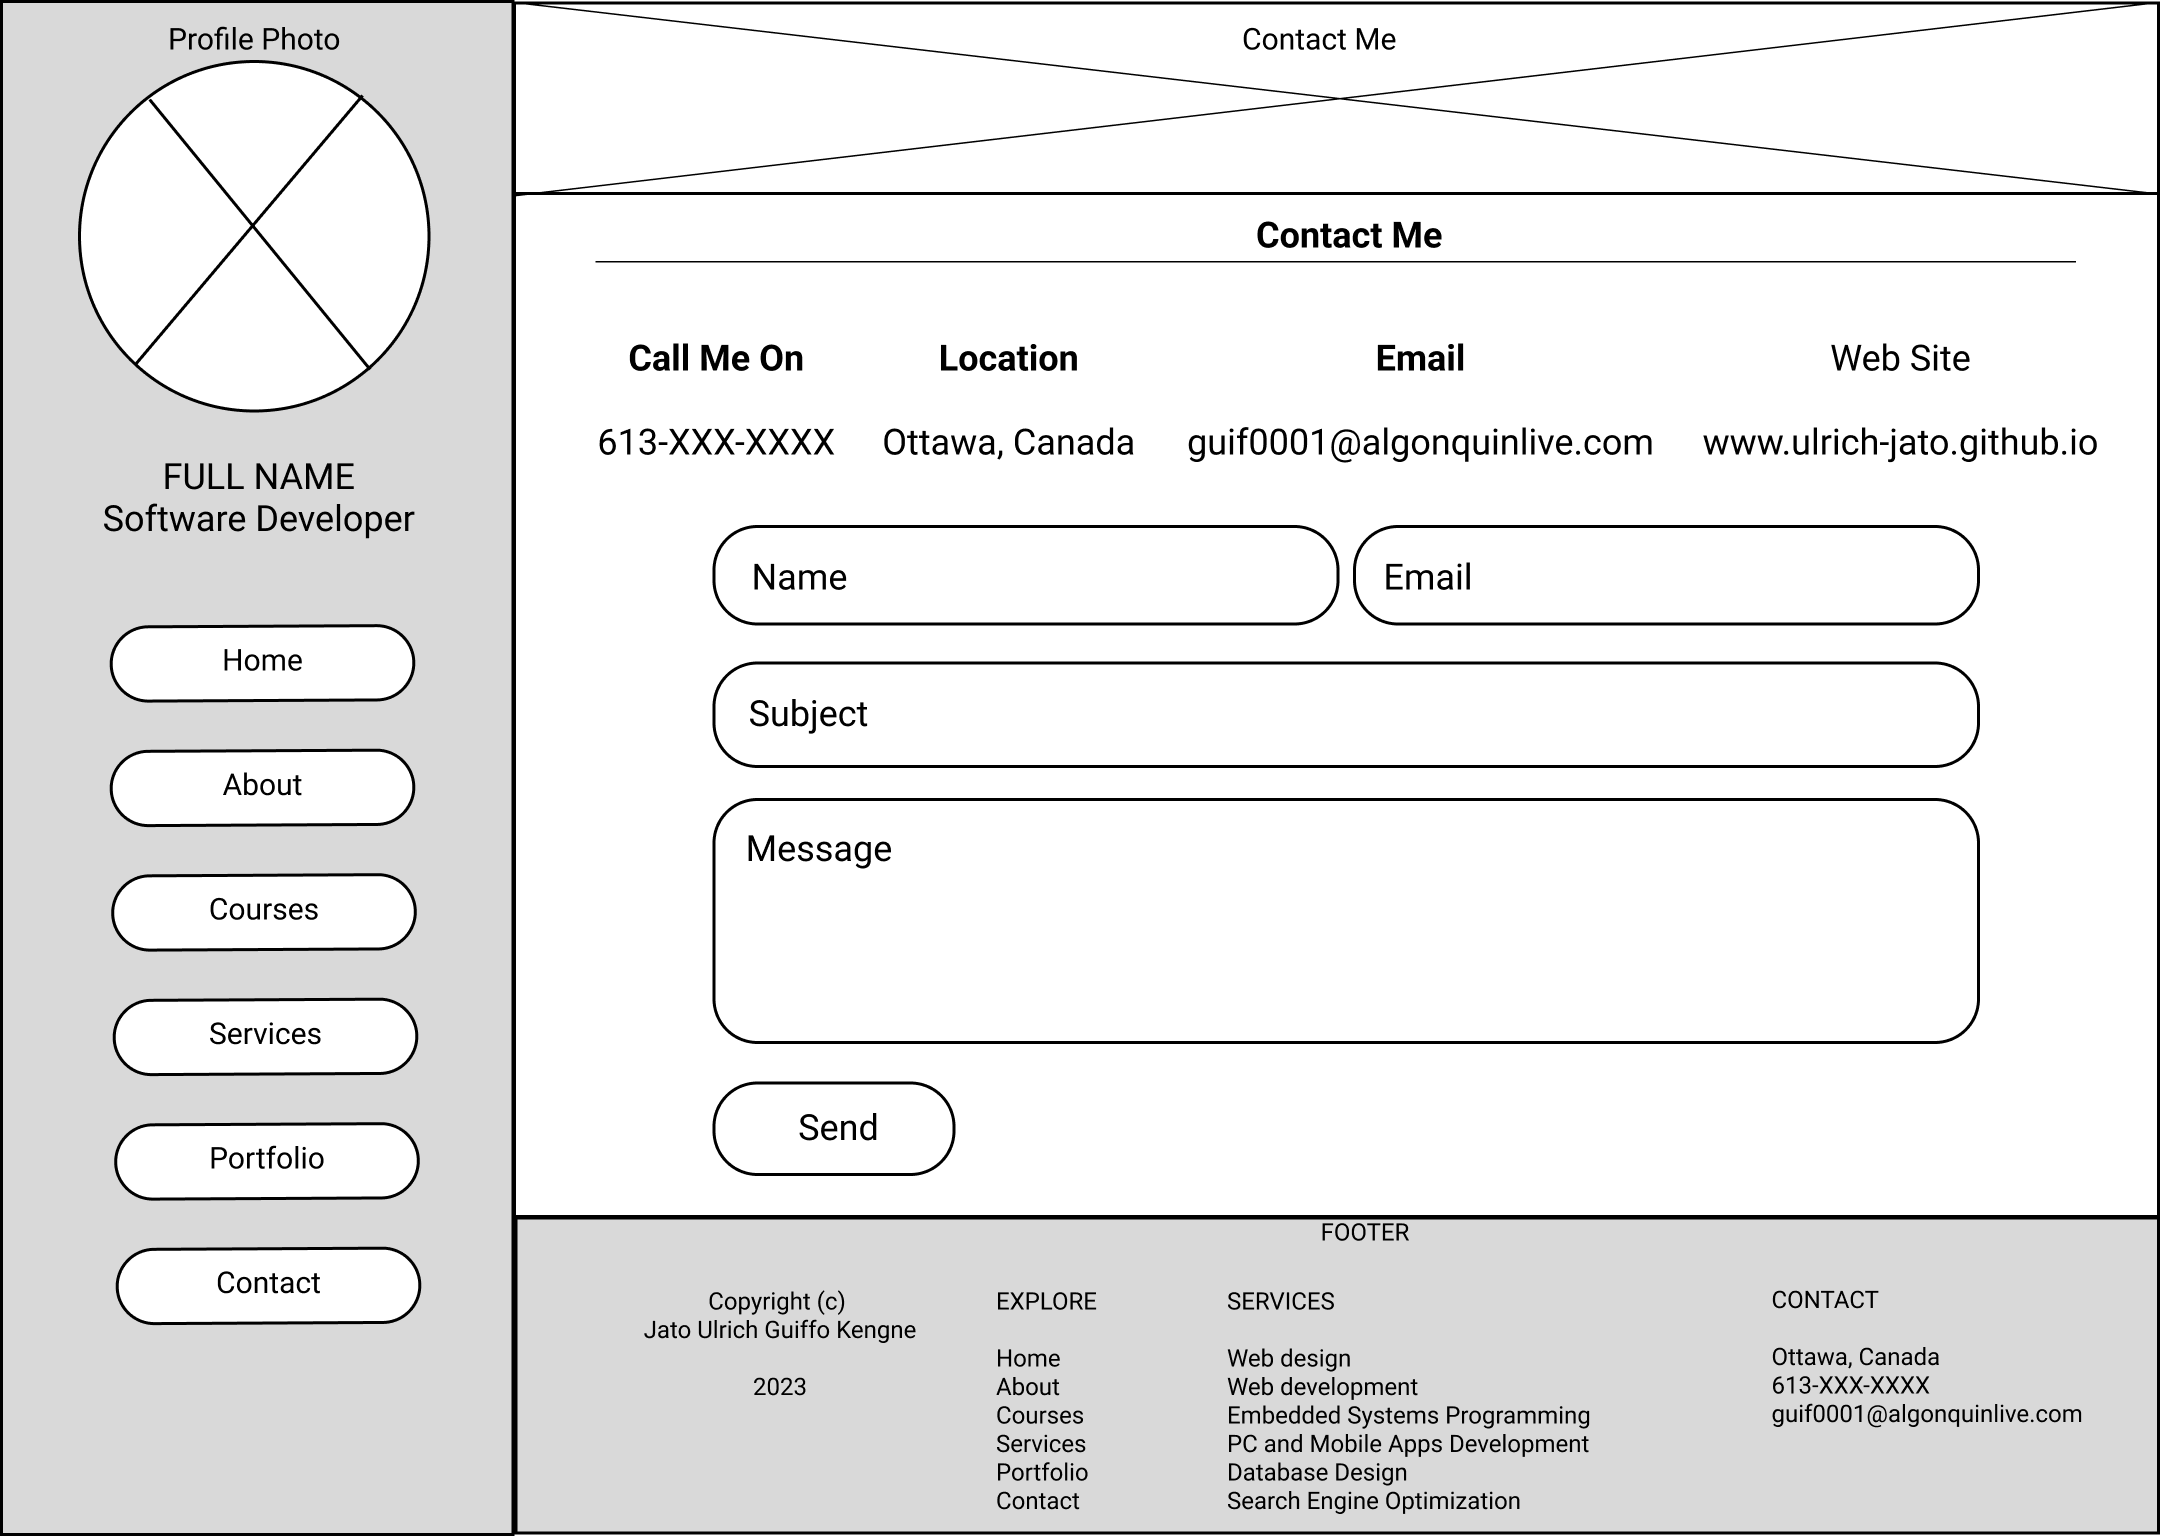 Profile Photo
FULL NAME
Software Developer
Home
About
Courses
Services
Portfolio
Contact
Contact Me
Contact Me
Call Me On
613-XXX-XXXX
Location
Ottawa, Canada
Email
guif0001@algonquinlive.com
Web Site
www.ulrich-jato.github.io
Name
Email
Subject
Message
Send
FOOTER
Copyright (c)
Jato Ulrich Guiffo Kengne
2023
EXPLORE
Home
About
Courses
Services
Portfolio
Contact
SERVICES
Web design
Web development
Embedded Systems Programming
PC and Mobile Apps Development
Database Design
Search Engine Optimization
CONTACT
Ottawa, Canada
613-XXX-XXXX
guif0001@algonquinlive.com